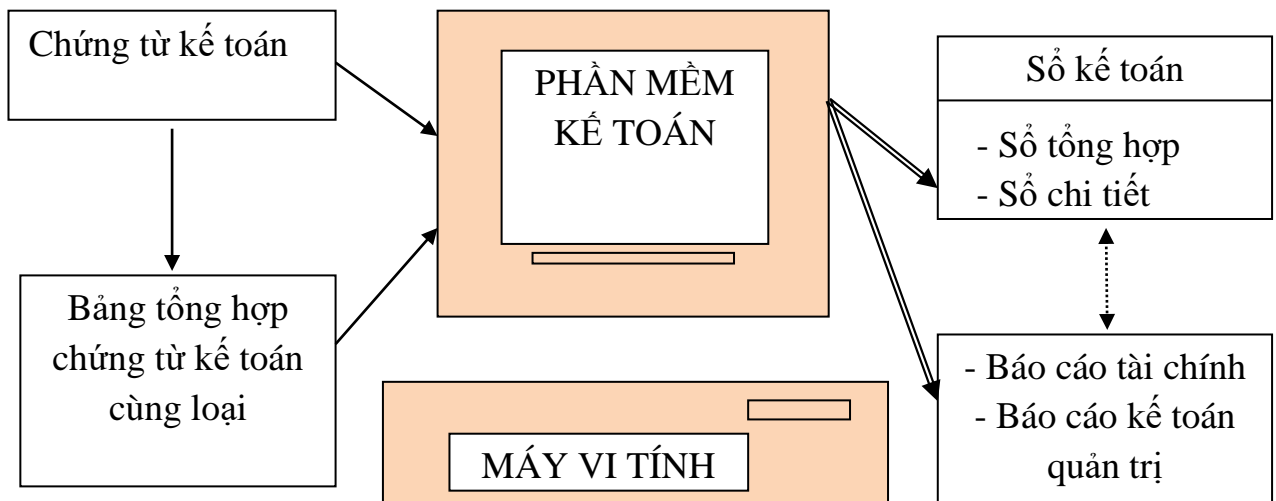 Chứng từ kế toán
Bảng tổng hợp
chứng từ kế toán
cùng loại
PHẦN MỀM
KẾ TOÁN
MÁY VI TÍNH
Sổ kế toán
- Sổ tổng hợp
- Sổ chi tiết
- Báo cáo tài chính
- Báo cáo kế toán
quản trị